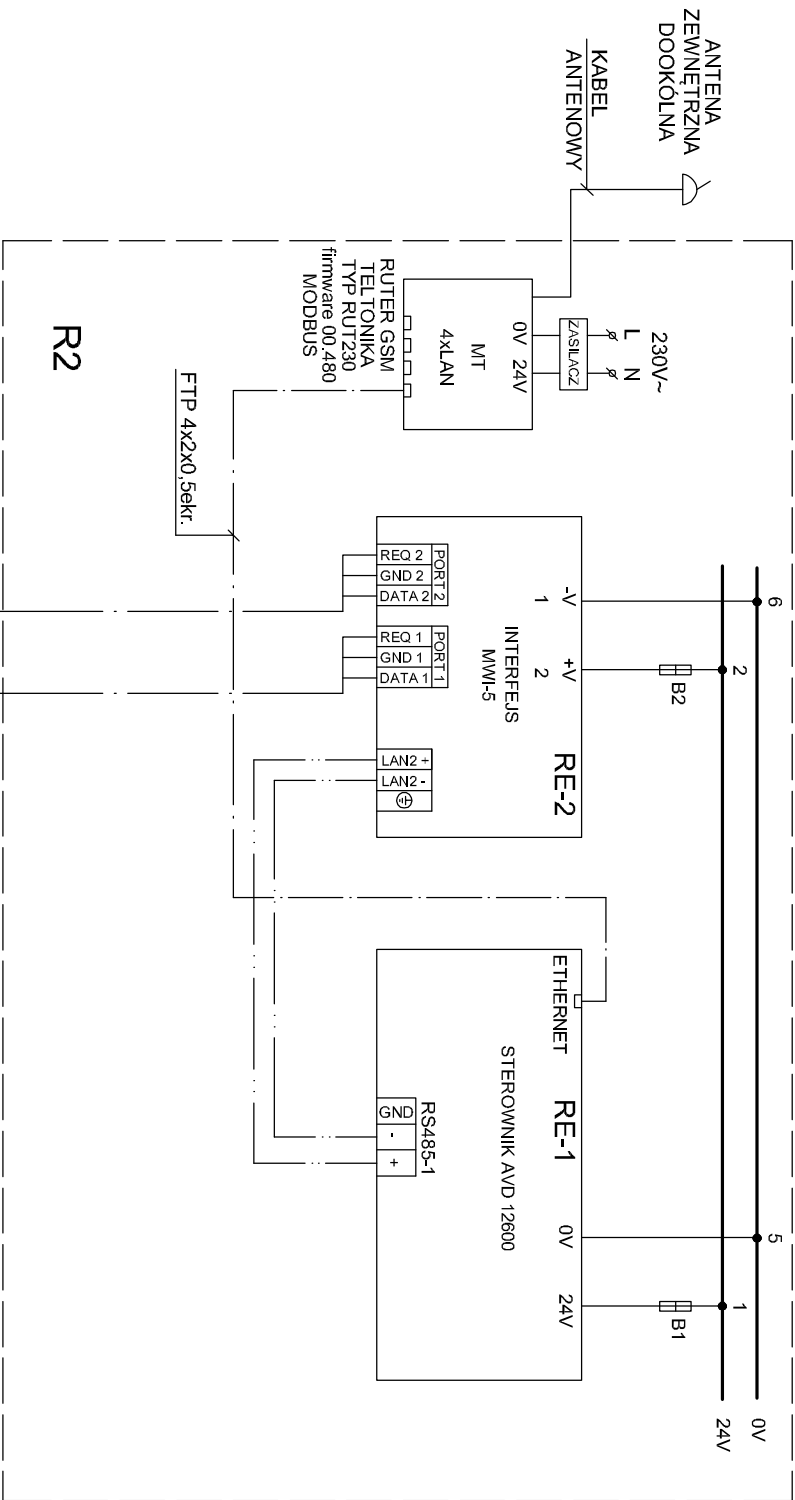 ANTENA
ZEWNĘTRZNA
DOOKÓLNA
KABEL
ANTENOWY
230V~
L
N
ZASILACZ
0V
24V
MT
4xLAN
RUTER GSM
TELTONIKA
TYP RUT230
firmware 00.480
MODBUS
FTP 4x2x0,5ekr.
R2
6
2
B2
-V
+V
1
2
INTERFEJS
MWI-5
RE-2
PORT 2
REQ 2
GND 2
DATA 2
PORT 1
REQ 1
GND 1
DATA 1
LAN2 +
LAN2 -
ETHERNET
RE-1
STEROWNIK AVD 12600
RS485-1
GND
-
+
0V
24V
5
1
B1
0V
24V